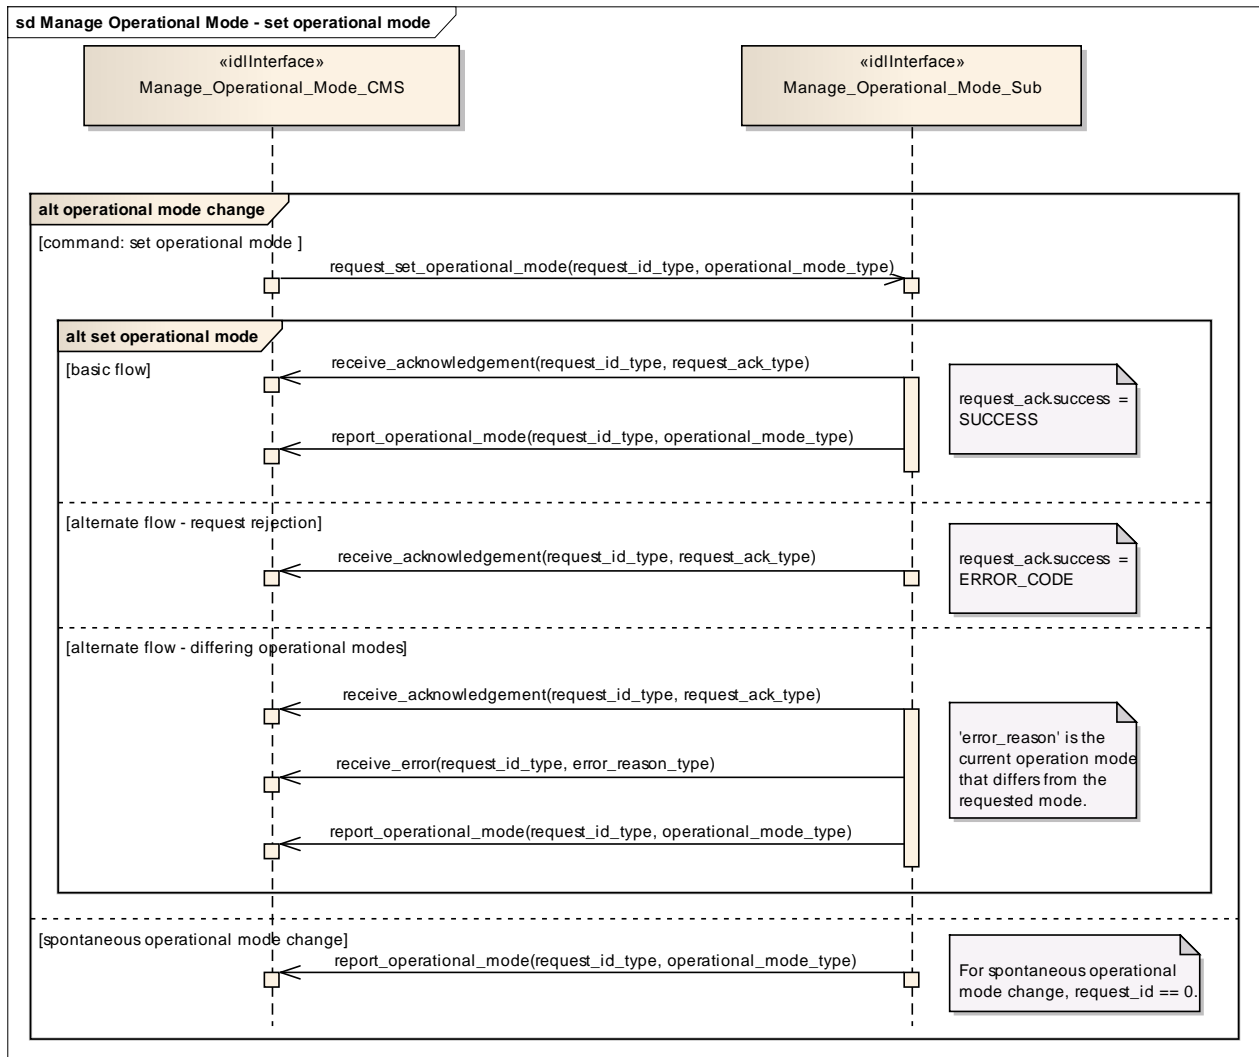 sd Manage Operational Mode - set operational mode
«idlInterface»
Manage_Operational_Mode_CMS
«idlInterface»
Manage_Operational_Mode_Sub
alt operational mode change
[command: set operational mode ]
request_set_operational_mode(request_id_type, operational_mode_type)
alt set operational mode
[basic flow]
receive_acknowledgement(request_id_type, request_ack_type)
request_ack.success =
SUCCESS
report_operational_mode(request_id_type, operational_mode_type)
[alternate flow - request rejection]
receive_acknowledgement(request_id_type, request_ack_type)
request_ack.success =
ERROR_CODE
[alternate flow - differing operational modes]
receive_acknowledgement(request_id_type, request_ack_type)
'error_reason' is the
current operation mode
that differs from the
requested mode.
receive_error(request_id_type, error_reason_type)
report_operational_mode(request_id_type, operational_mode_type)
[spontaneous operational mode change]
report_operational_mode(request_id_type, operational_mode_type)
For spontaneous operational
mode change, request_id == 0.